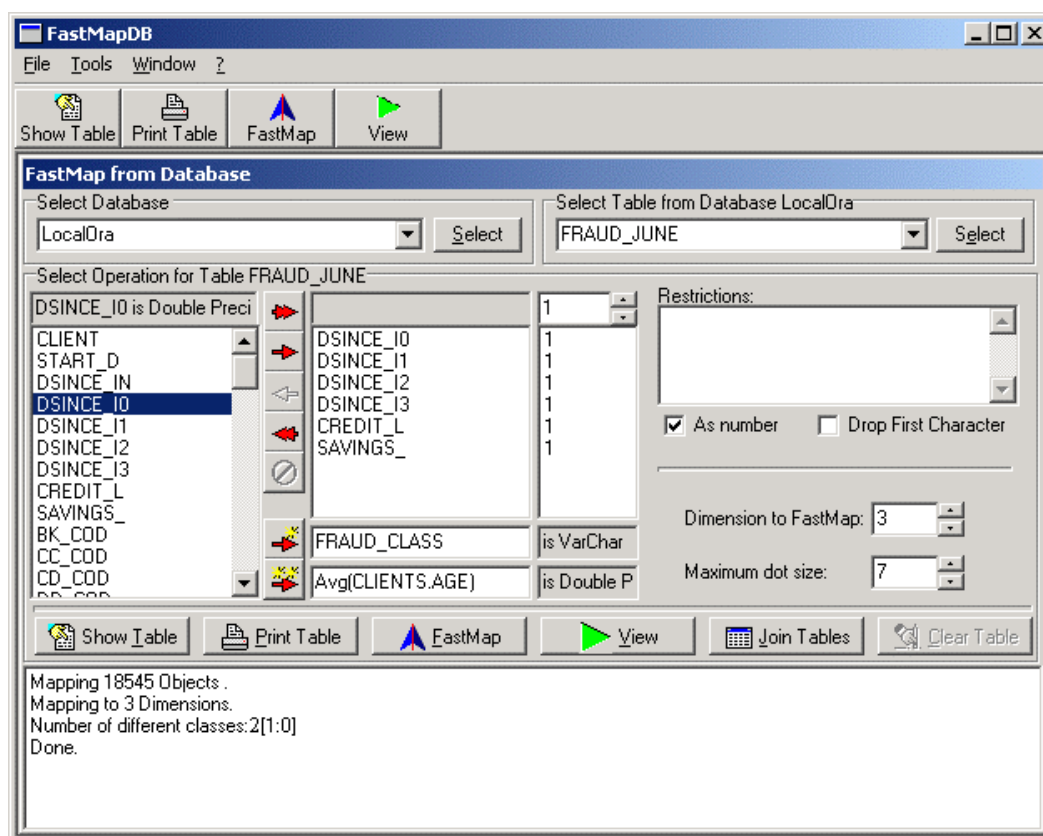 FastMapDB
File Tools Window ?
Show Table Print Table FastMap View
FastMap from Database
Select Database
Select Table from Database LocalOra
LocalOra Select
FRAUD_JUNE Select
Select Operation for Table FRAUD_JUNE
DSINCE_I0 is Double Preci
CLIENT
START_D
DSINCE_IN
DSINCE_I0
DSINCE_I1
DSINCE_I2
DSINCE_I3
CREDIT_L
SAVINGS_
BK_COD
CC_COD
CD_COD
1
DSINCE_I0 1
DSINCE_I1 1
DSINCE_I2 1
DSINCE_I3 1
CREDIT_L 1
SAVINGS_ 1
FRAUD_CLASS is VarChar
Avg(CLIENTS.AGE) is Double P
Restrictions:
As number Drop First Character
Dimension to FastMap: 3
Maximum dot size: 7
Show Table Print Table FastMap View Join Tables Clear Table
Mapping 18545 Objects .
Mapping to 3 Dimensions.
Number of different classes:2[1:0]
Done.